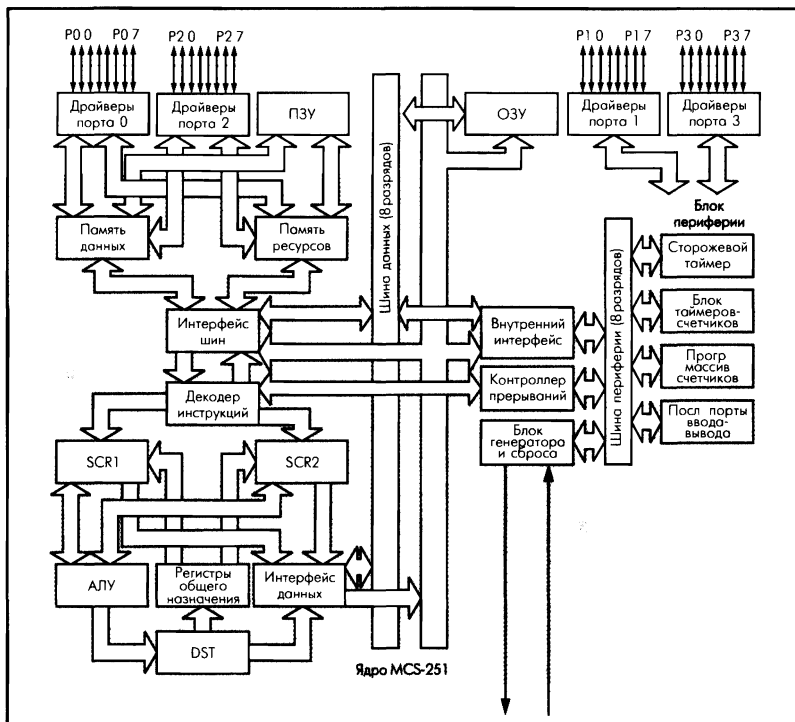 P0 0 P0 7 P2 0 P2 7 P1 0 P1 7 P3 0 P3 7
Драйверы
порта 0
Драйверы
порта 2
ПЗУ
ОЗУ
Драйверы
порта 1
Драйверы
порта 3
Шина данных (8 разрядов)
Блок
периферии
Память
данных
Память
ресурсов
Шина периферии (8 разрядов)
Сторожевой
таймер
Интерфейс
шин
Внутренний
интерфейс
Блок
таймеров-
счетчиков
Декодер
инструкций
Контроллер
прерываний
Прогр
массив
счетчиков
SCR1
SCR2
Блок
генератора
и сброса
Посл порты
ввода-
вывода
АЛУ
Регистры
общего
назначения
Интерфейс
данных
DST
Ядро MCS-251